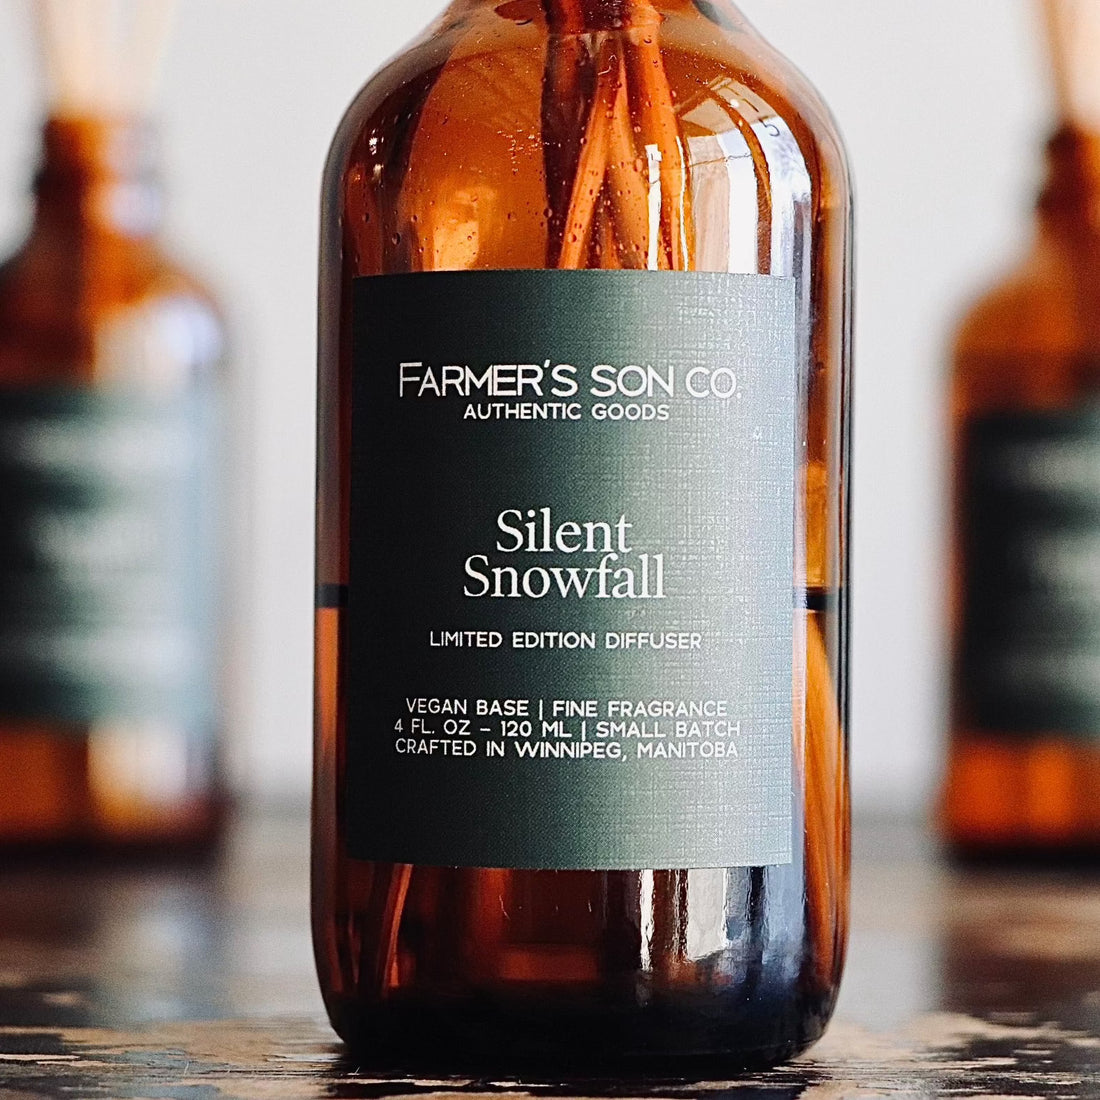 FARMER'S SON CO.
AUTHENTIC GOODS
Silent
Snowfall
LIMITED EDITION DIFFUSER
VEGAN BASE | FINE FRAGRANCE
4 FL. OZ – 120 ML | SMALL BATCH
CRAFTED IN WINNIPEG, MANITOBA